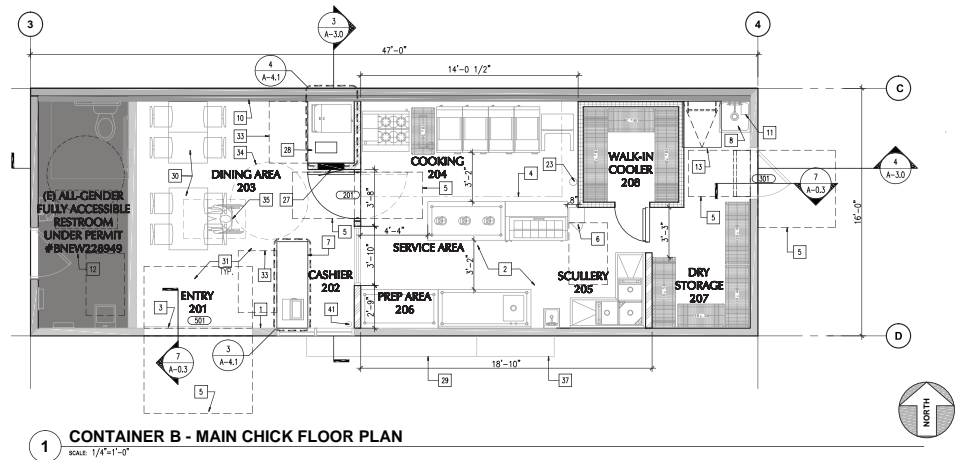 3
3
A-3.0
4
47'-0"
4
A-4.1
14'-0 1/2"
C
10
33
34
28
11
8
13
COOKING
204
3'-2"
23
WALK-IN
COOLER
208
4
A-3.0
7
A-0.3
DINING AREA
203
30
35
27
201
3'-8"
5
4
8"
301
5
16'-0"
(E) ALL-GENDER
FULLY ACCESSIBLE
RESTROOM
UNDER PERMIT
#BNEW228949
12
5
7
4'-4"
6
3'-3"
5
SERVICE AREA
31
TYP.
33
CASHIER
202
3'-10"
3'-2"
2
SCULLERY
205
DRY
STORAGE
207
ENTRY
201
501
3
1
41
2'-9"
PREP AREA
206
D
7
A-0.3
3
A-4.1
18'-10"
5
29
37
NORTH
1
CONTAINER B - MAIN CHICK FLOOR PLAN
SCALE: 1/4"=1'-0"